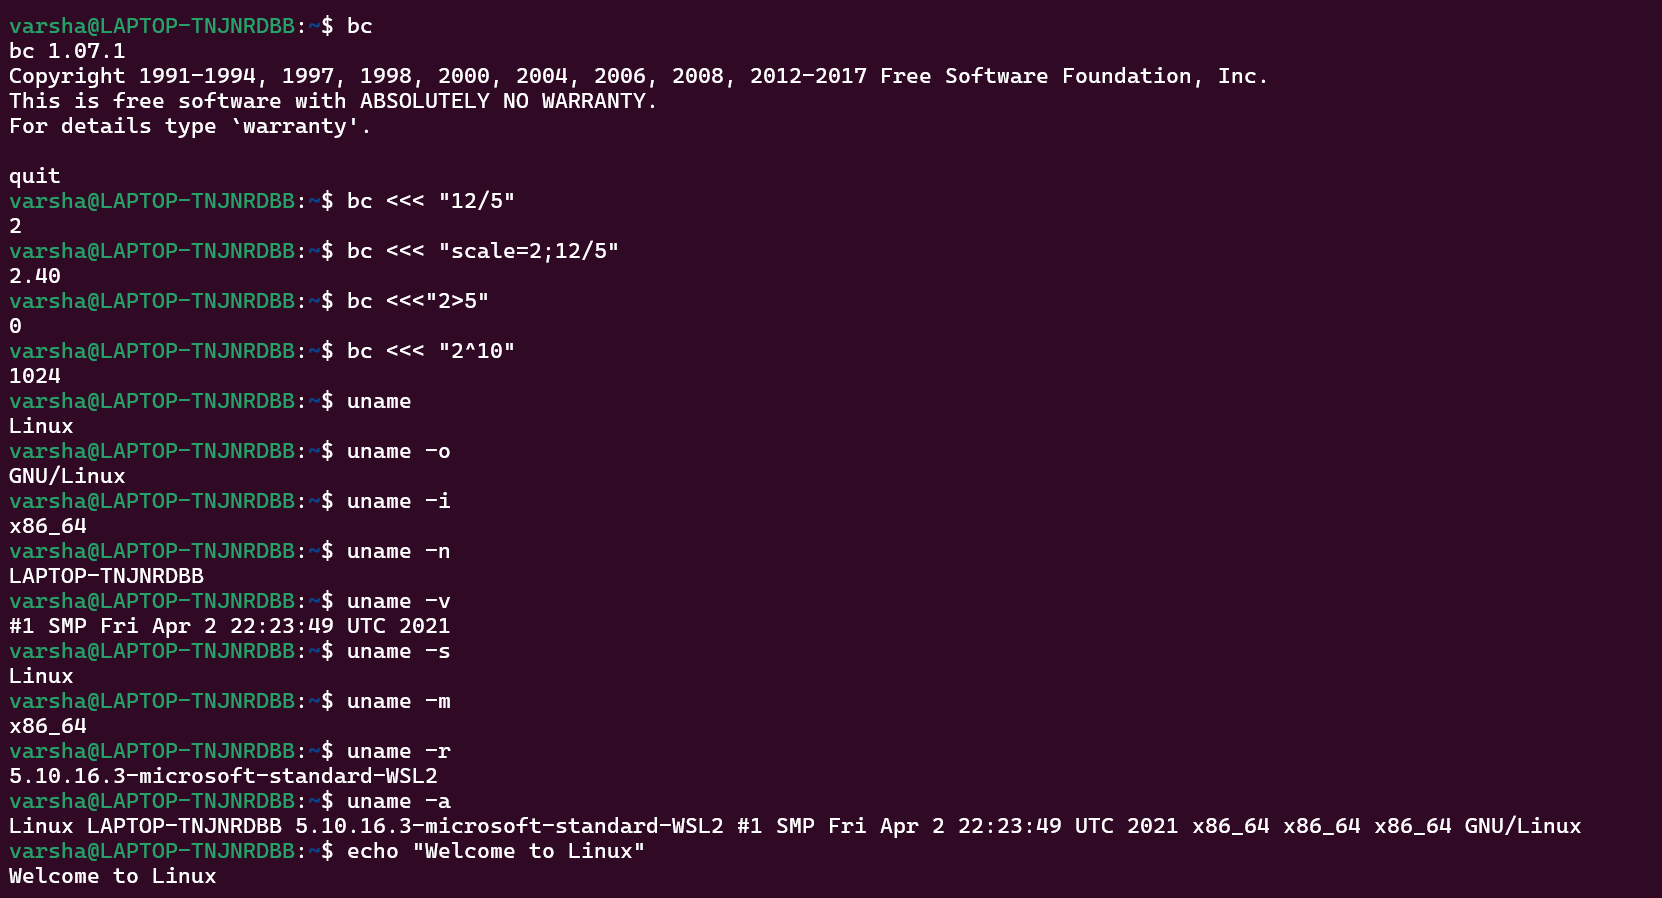 varsha@LAPTOP-TNJNRDBB:~$ bc
bc 1.07.1
Copyright 1991-1994, 1997, 1998, 2000, 2004, 2006, 2008, 2012-2017 Free Software Foundation, Inc.
This is free software with ABSOLUTELY NO WARRANTY.
For details type `warranty'.

quit
varsha@LAPTOP-TNJNRDBB:~$ bc <<< "12/5"
2
varsha@LAPTOP-TNJNRDBB:~$ bc <<< "scale=2;12/5"
2.40
varsha@LAPTOP-TNJNRDBB:~$ bc <<<"2>5"
0
varsha@LAPTOP-TNJNRDBB:~$ bc <<< "2^10"
1024
varsha@LAPTOP-TNJNRDBB:~$ uname
Linux
varsha@LAPTOP-TNJNRDBB:~$ uname -o
GNU/Linux
varsha@LAPTOP-TNJNRDBB:~$ uname -i
x86_64
varsha@LAPTOP-TNJNRDBB:~$ uname -n
LAPTOP-TNJNRDBB
varsha@LAPTOP-TNJNRDBB:~$ uname -v
#1 SMP Fri Apr 2 22:23:49 UTC 2021
varsha@LAPTOP-TNJNRDBB:~$ uname -s
Linux
varsha@LAPTOP-TNJNRDBB:~$ uname -m
x86_64
varsha@LAPTOP-TNJNRDBB:~$ uname -r
5.10.16.3-microsoft-standard-WSL2
varsha@LAPTOP-TNJNRDBB:~$ uname -a
Linux LAPTOP-TNJNRDBB 5.10.16.3-microsoft-standard-WSL2 #1 SMP Fri Apr 2 22:23:49 UTC 2021 x86_64 x86_64 x86_64 GNU/Linux
varsha@LAPTOP-TNJNRDBB:~$ echo "Welcome to Linux"
Welcome to Linux